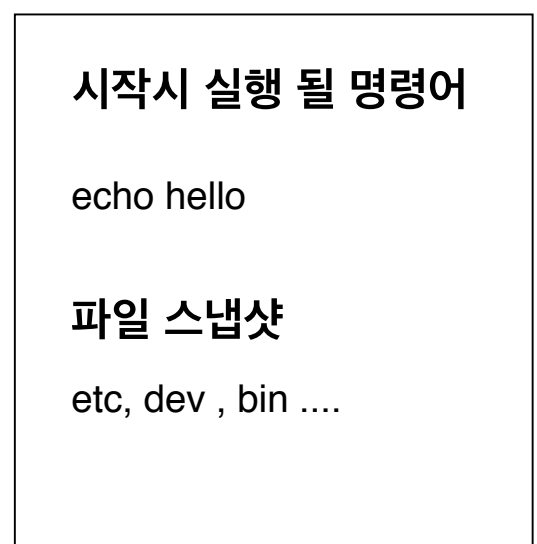 시작시 실행 될 명령어
echo hello
파일 스냅샷
etc, dev , bin ....